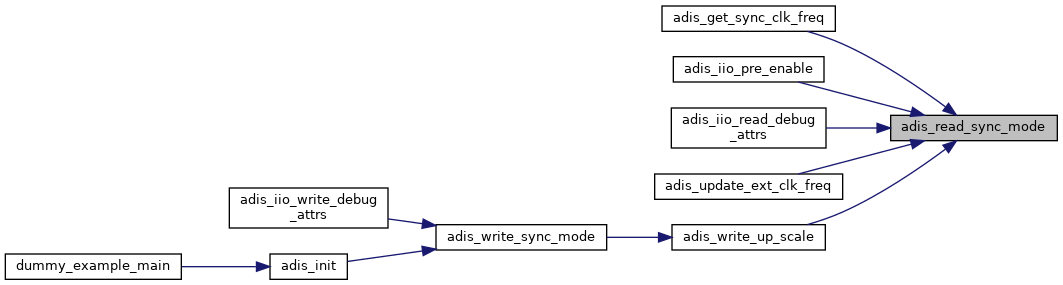 adis_get_sync_clk_freq
adis_iio_pre_enable
adis_iio_read_debug
_attrs
adis_read_sync_mode
adis_update_ext_clk_freq
adis_iio_write_debug
_attrs
adis_write_sync_mode
adis_write_up_scale
dummy_example_main
adis_init